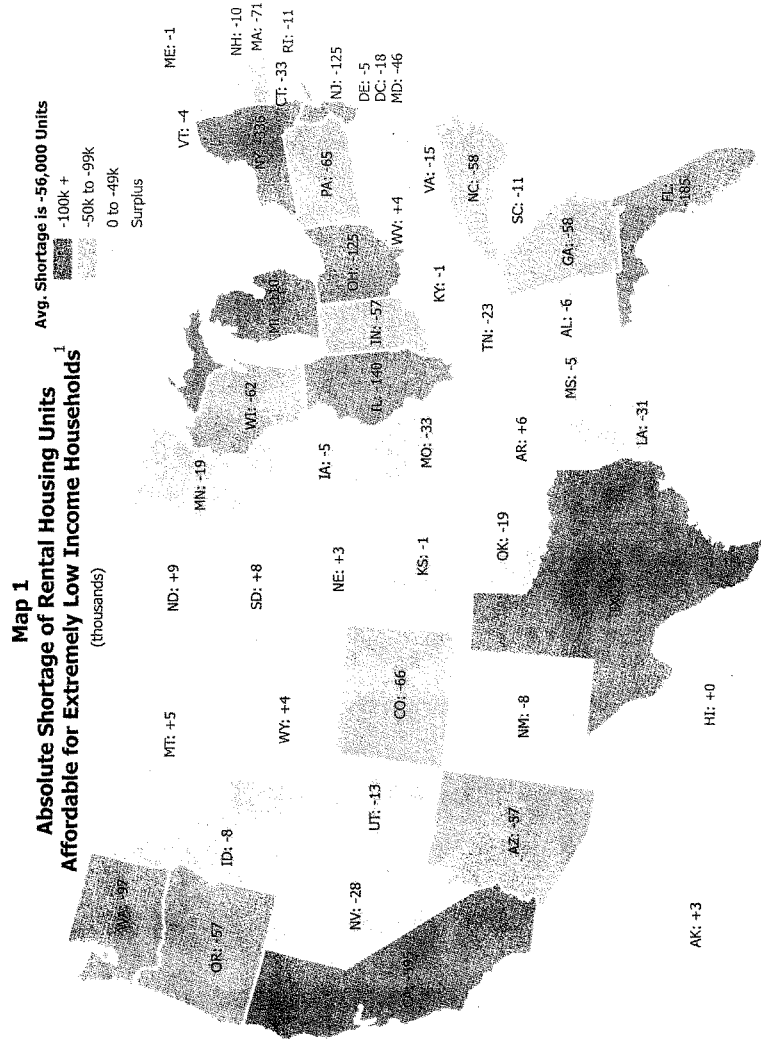 Map 1
Absolute Shortage of Rental Housing Units
Affordable for Extremely Low Income Households1
(thousands)
Avg. Shortage is -56,000 Units
-100k +
-50k to -99k
0 to -49k
Surplus
WA: -97
OR: -57
ID: -8
MT: +5
ND: +9
MN: -19
WI: -62
VT: -4
ME: -1
NH: -10
MA: -71
RI: -11
CT: -33
NJ: -125
DE: -5
DC: -18
MD: -46
PA: -65
OH: -125
IN: -57
IL: -140
IA: -5
SD: +8
WY: +4
NE: +3
NV: -28
UT: -13
CO: -66
KS: -1
MO: -33
KY: -1
WV: +4
VA: -15
NC: -58
SC: -11
TN: -23
AR: +6
OK: -19
NM: -8
AZ: -57
MS: -5
AL: -6
GA: -58
FL: -185
LA: -31
AK: +3
HI: +0